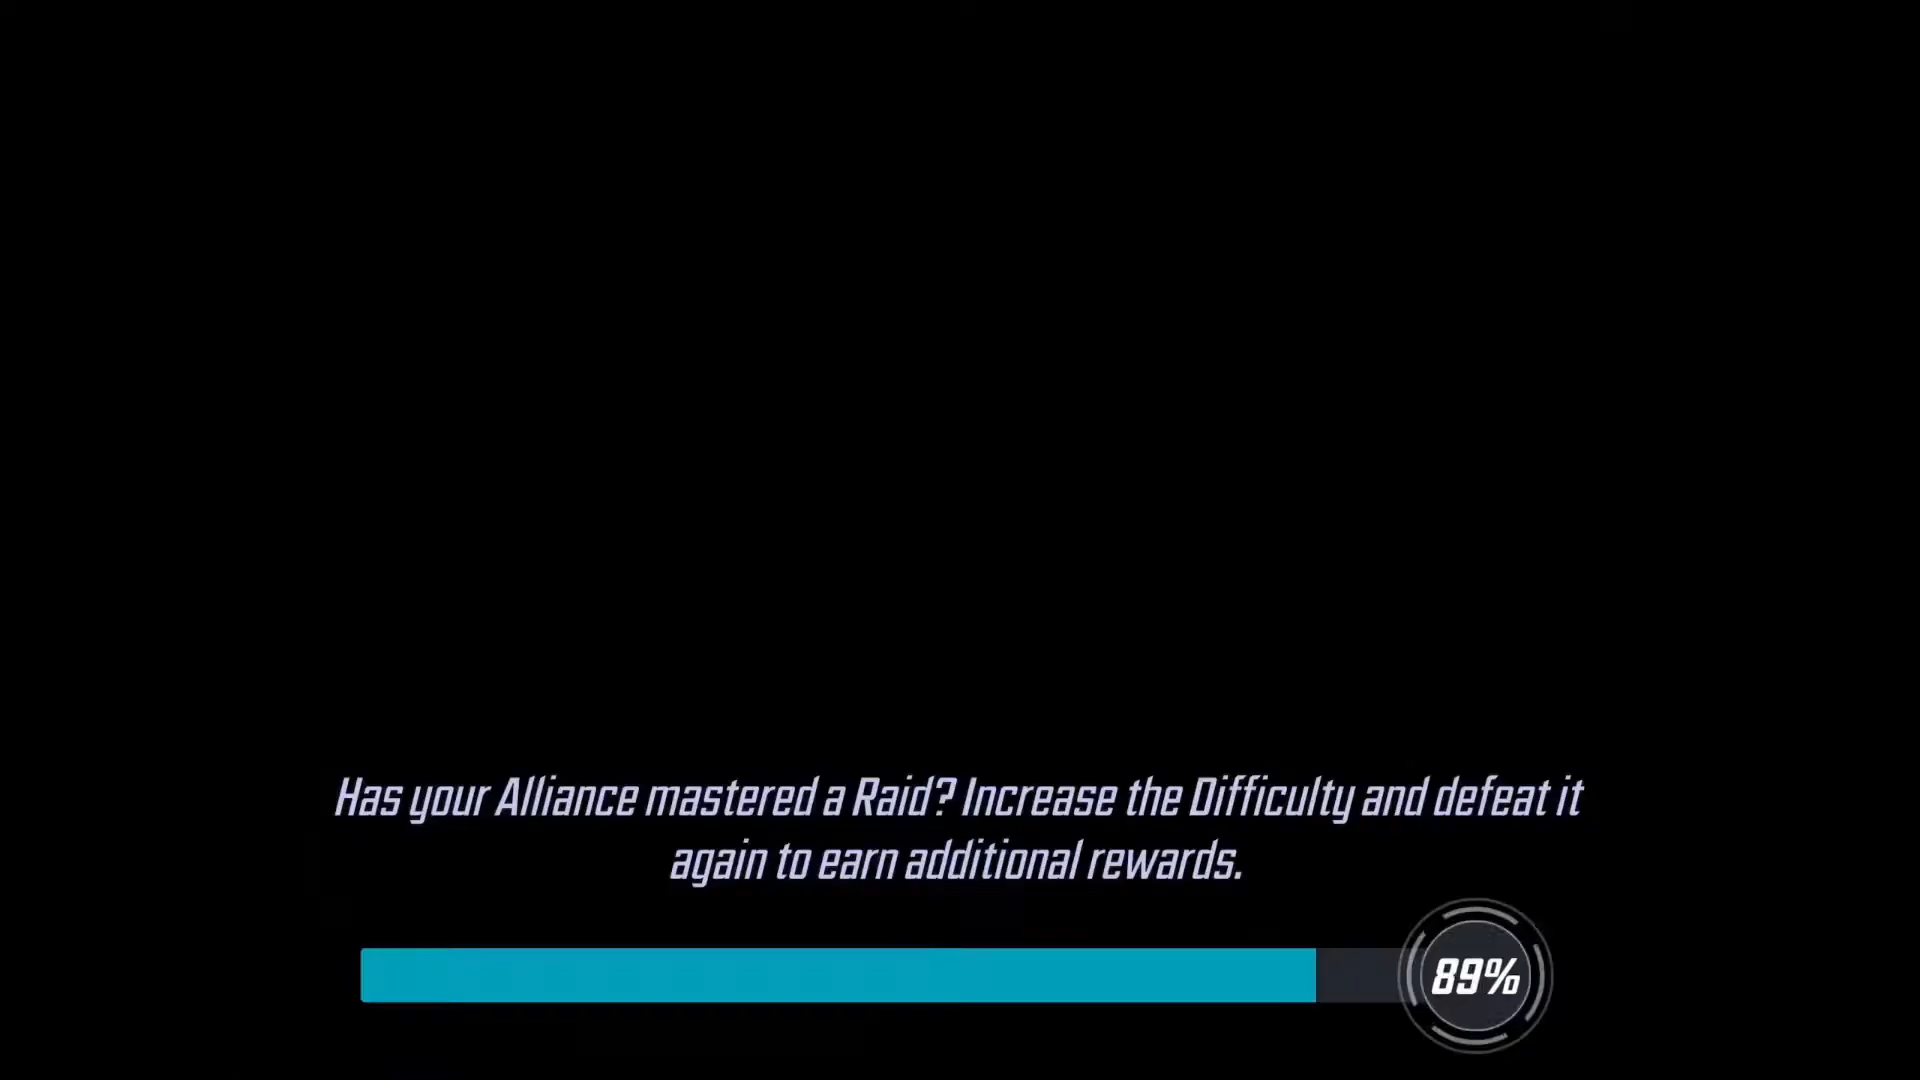 Has your Alliance mastered a Raid? Increase the Difficulty and defeat it
again to earn additional rewards.
89%